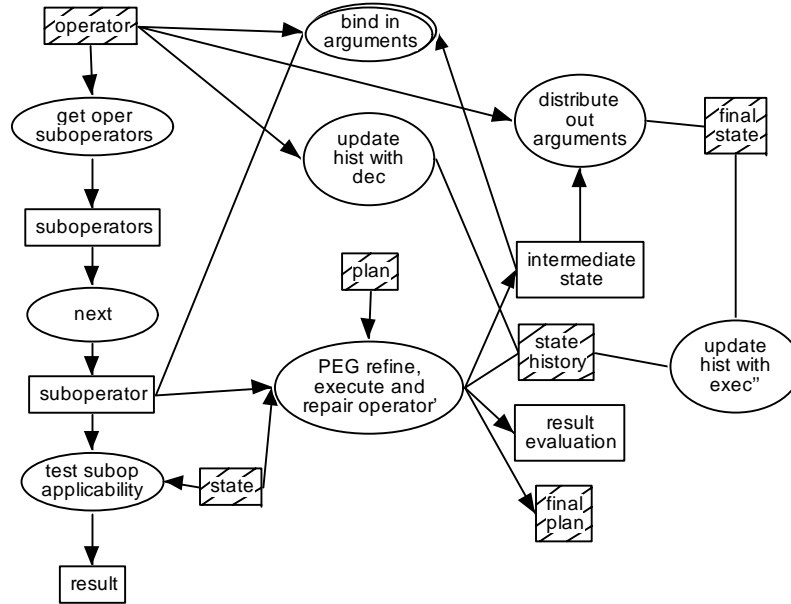 operator
bind in
arguments
get oper
suboperators
update
hist with
dec
distribute
out
arguments
final
state
suboperators
plan
intermediate
state
next
PEG refine,
execute and
repair operator'
state
history
update
hist with
exec"
suboperator
result
evaluation
test subop
applicability
state
final
plan
result